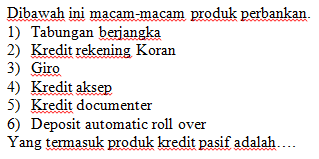 Dibawah ini macam-macam produk perbankan.
1) Tabungan berjangka
2) Kredit rekening Koran
3) Giro
4) Kredit aksep
5) Kredit documenter
6) Deposit automatic roll over
Yang termasuk produk kredit pasif adalah….